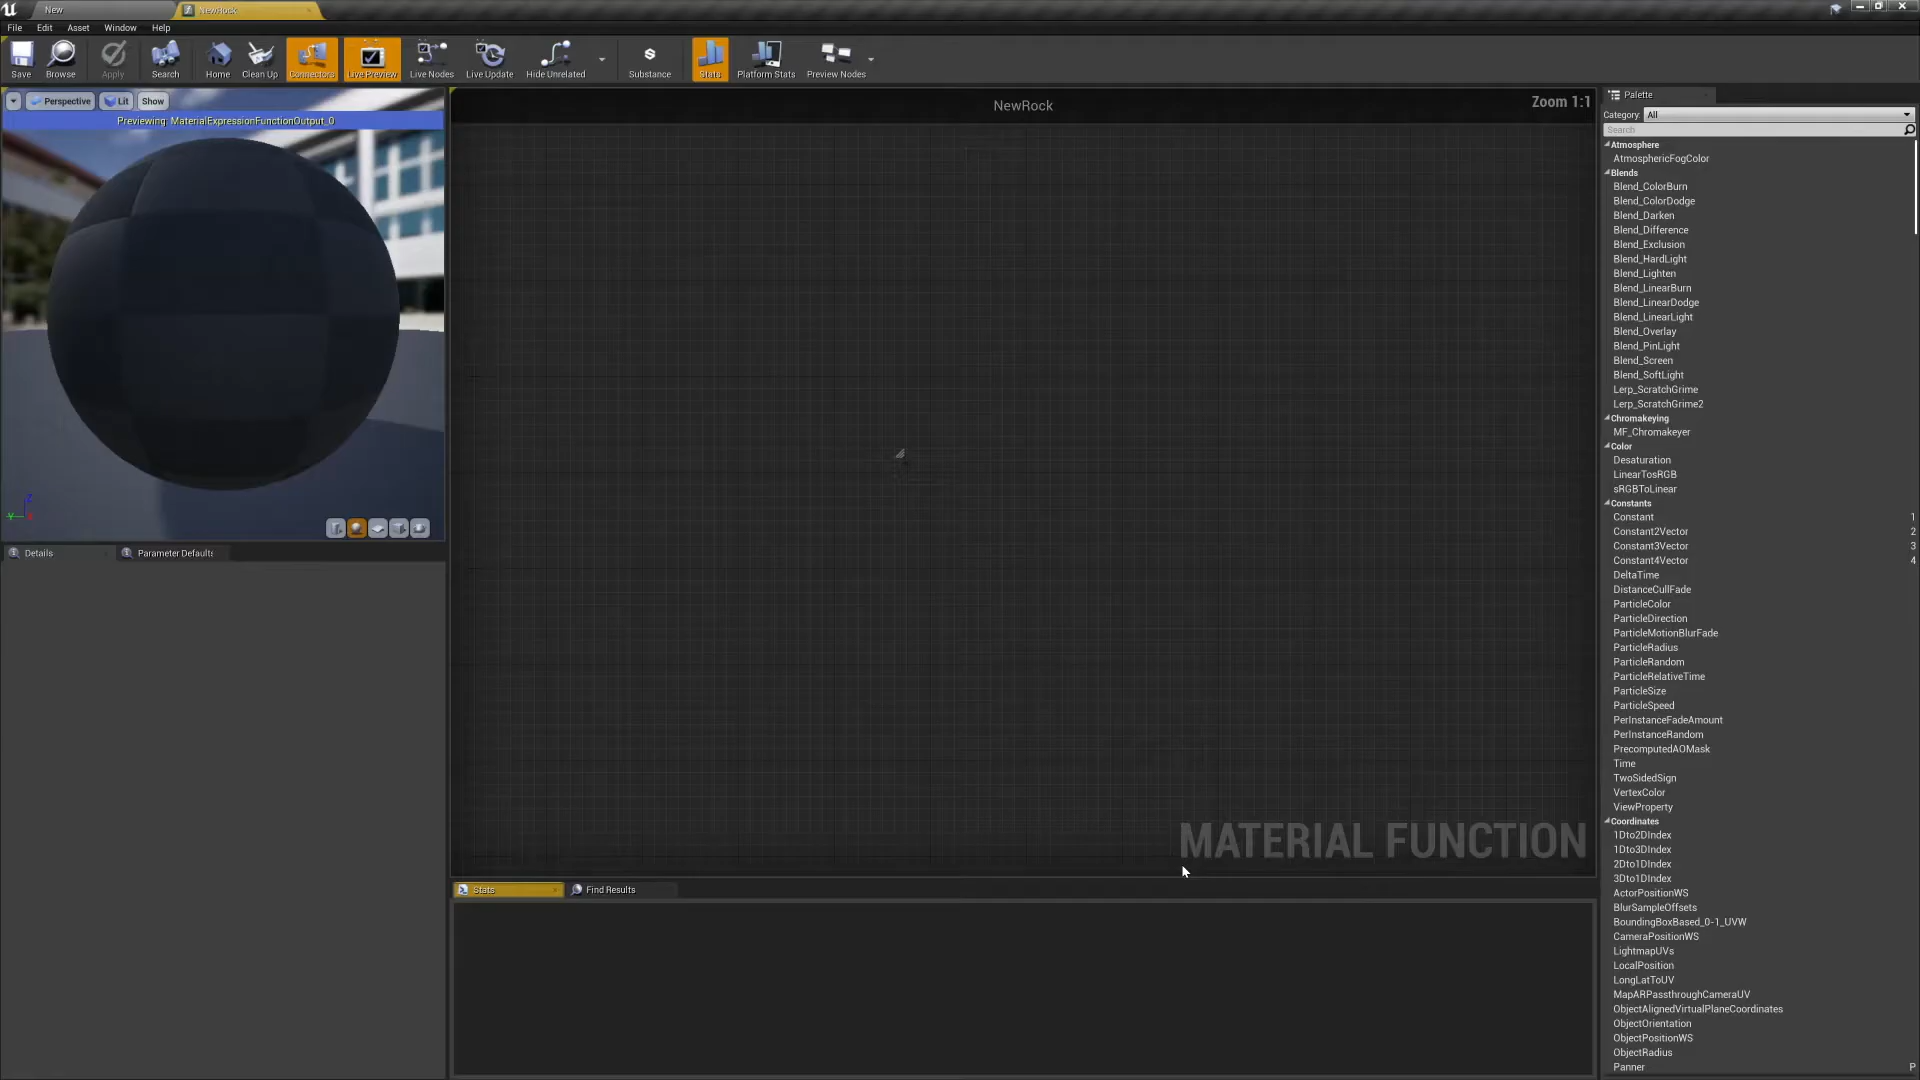 New
NewRock
File Edit Asset Window Help
Save Browse Apply Search Home Clean Up Connectors Live Preview Live Nodes Live Update Hide Unrelated Substance Stats Platform Stats Preview Nodes
Perspective Lit Show
Previewing: MaterialExpressionFunctionOutput_0
Z
Y
X
Details
Parameter Defaults
NewRock
Zoom 1:1
MATERIAL FUNCTION
Stats
Find Results
Palette
Category: All
Search
Atmosphere
AtmosphericFogColor
Blends
Blend_ColorBurn
Blend_ColorDodge
Blend_Darken
Blend_Difference
Blend_Exclusion
Blend_HardLight
Blend_Lighten
Blend_LinearBurn
Blend_LinearDodge
Blend_LinearLight
Blend_Overlay
Blend_PinLight
Blend_Screen
Blend_SoftLight
Lerp_ScratchGrime
Lerp_ScratchGrime2
Chromakeying
MF_Chromakeyer
Color
Desaturation
LinearTosRGB
sRGBToLinear
Constants
Constant 1
Constant2Vector 2
Constant3Vector 3
Constant4Vector 4
DeltaTime
DistanceCullFade
ParticleColor
ParticleDirection
ParticleMotionBlurFade
ParticleRadius
ParticleRandom
ParticleRelativeTime
ParticleSize
ParticleSpeed
PerInstanceFadeAmount
PerInstanceRandom
PrecomputedAOMask
Time
TwoSidedSign
VertexColor
ViewProperty
Coordinates
1Dto2DIndex
1Dto3DIndex
2Dto1DIndex
3Dto1DIndex
ActorPositionWS
BlurSampleOffsets
BoundingBoxBased_0-1_UVW
CameraPositionWS
LightmapUVs
LocalPosition
LongLatToUV
MapARPassthroughCameraUV
ObjectAlignedVirtualPlaneCoordinates
ObjectOrientation
ObjectPositionWS
ObjectRadius
Panner P